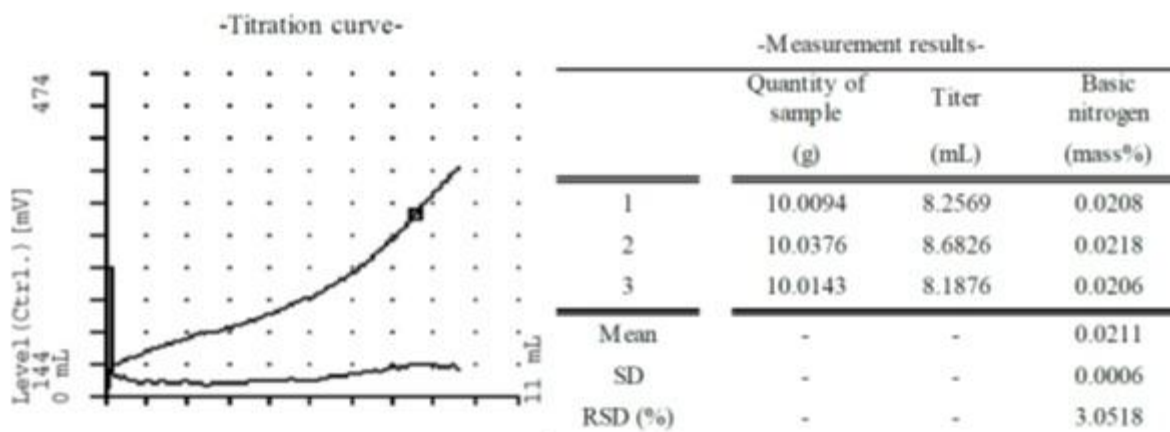 -Titration curve-
474
Level(Ctrl.) [mV]
144
0 mL
11 mL
-Measurement results-
Quantity of sample Titer Basic nitrogen
(g) (mL) (mass%)
1 10.0094 8.2569 0.0208
2 10.0376 8.6826 0.0218
3 10.0143 8.1876 0.0206
Mean - - 0.0211
SD - - 0.0006
RSD (%) - - 3.0518